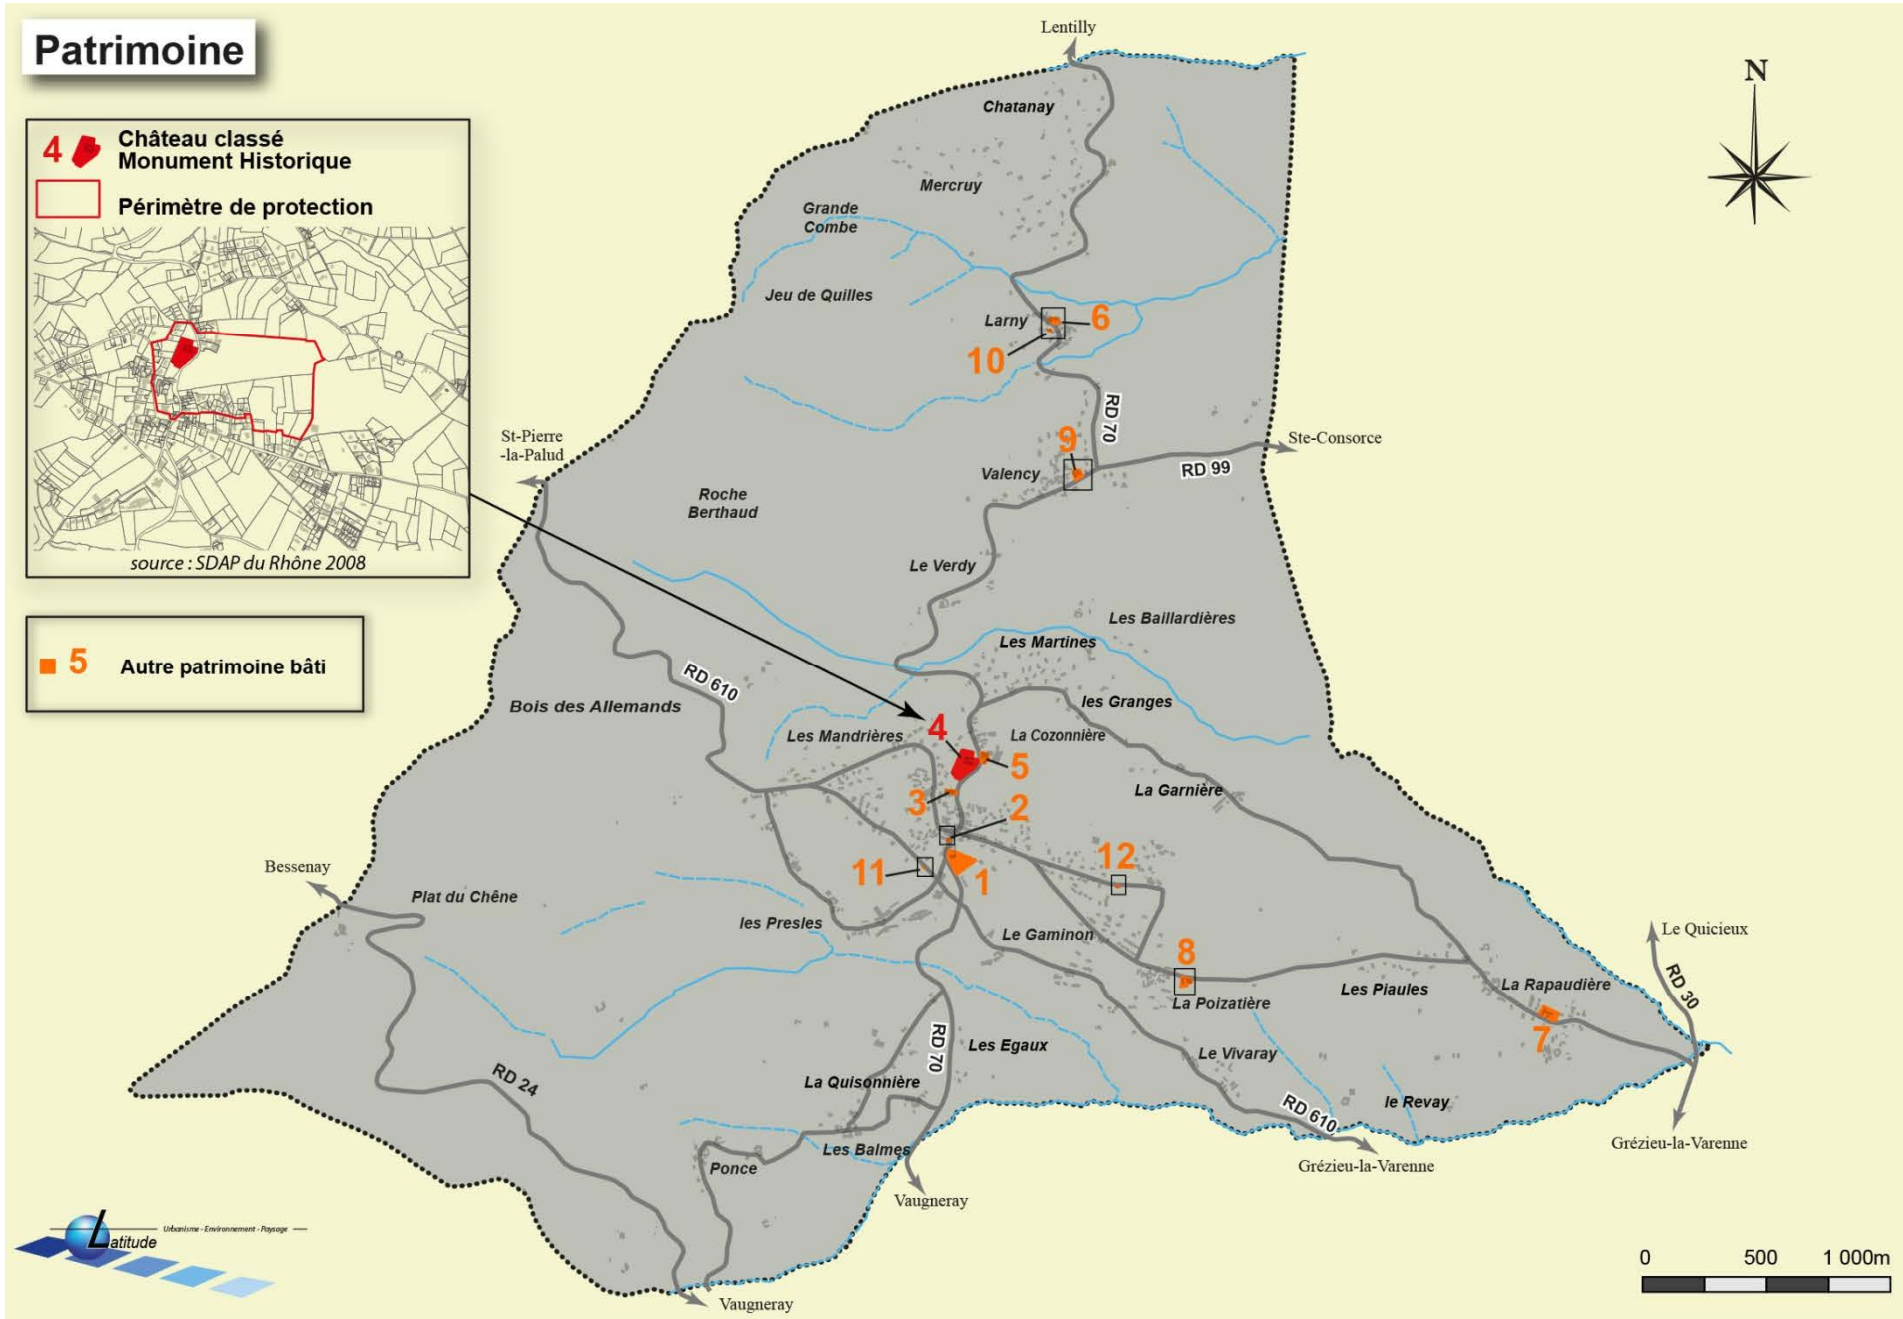 Patrimoine
4
Château classé
Monument Historique
Périmètre de protection
source : SDAP du Rhône 2008
5
Autre patrimoine bâti
Lentilly
N
Chatanay
Mercruy
Grande
Combe
Jeu de Quilles
Larny
6
10
RD 70
St-Pierre
-la-Palud
9
Ste-Consorce
RD 99
Valency
Roche
Berthaud
Le Verdy
Les Baillardières
Les Martines
RD 610
Bois des Allemands
les Granges
4
Les Mandrières
La Cozonnière
5
La Garnière
3
2
12
Bessenay
11
1
Plat du Chêne
les Presles
Le Gaminon
8
Le Quicieux
RD 30
La Rapaudière
Les Piaules
La Poizatière
7
RD 70
Les Egaux
Le Vivaray
RD 24
La Quisonnière
le Revay
RD 610
Les Balmes
Grézieu-la-Varenne
Ponce
Grézieu-la-Varenne
Vaugneray
Latitude
Urbanisme - Environnement - Paysage
0 500 1 000m
Vaugneray